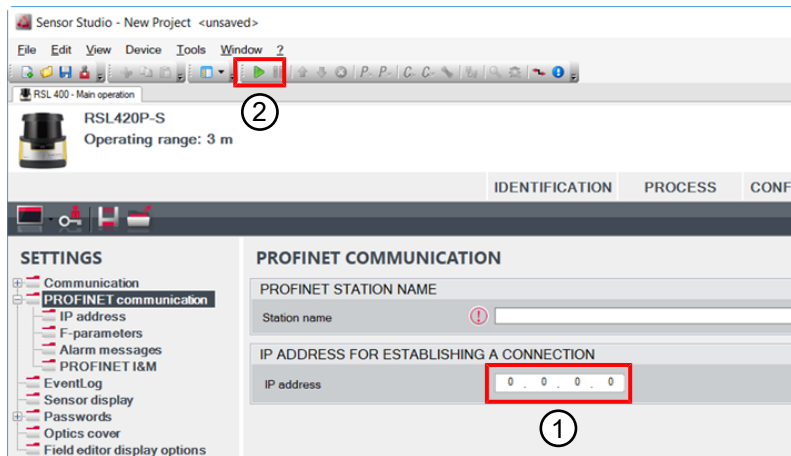 Sensor Studio - New Project <unsaved>
File Edit View Device Tools Window ?
P- P- C- C-
RSL 400 - Main operation
2
RSL420P-S
Operating range: 3 m
IDENTIFICATION PROCESS CONF
SETTINGS
PROFINET COMMUNICATION
Communication
PROFINET STATION NAME
PROFINET communication
IP address
Station name
F-parameters
Alarm messages
IP ADDRESS FOR ESTABLISHING A CONNECTION
PROFINET I&M
EventLog
IP address 0 . 0 . 0 . 0
Sensor display
Passwords
1
Optics cover
Field editor display options